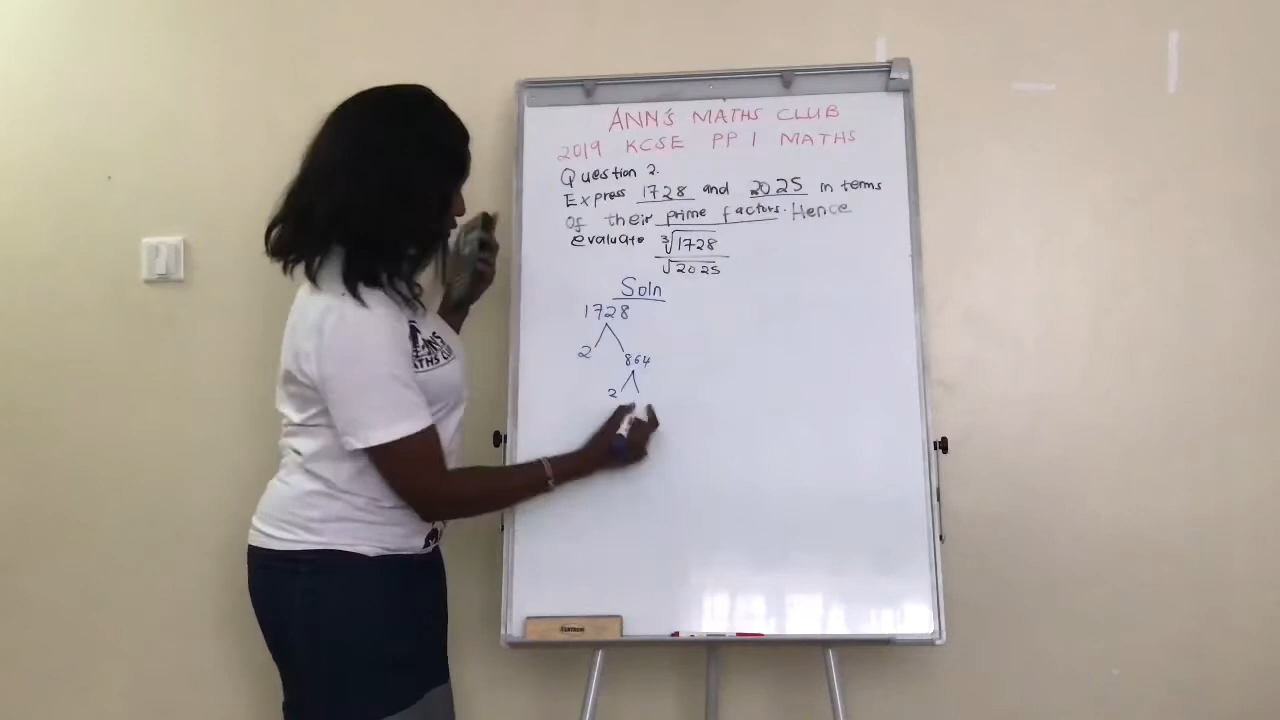 ANN'S MATHS CLUB
2019 KCSE PP 1 MATHS
Question 2.
Express 1728 and 2025 in terms
of their prime factors. Hence
evaluate ∛1728
√2025
Soln
1728
2 864
2